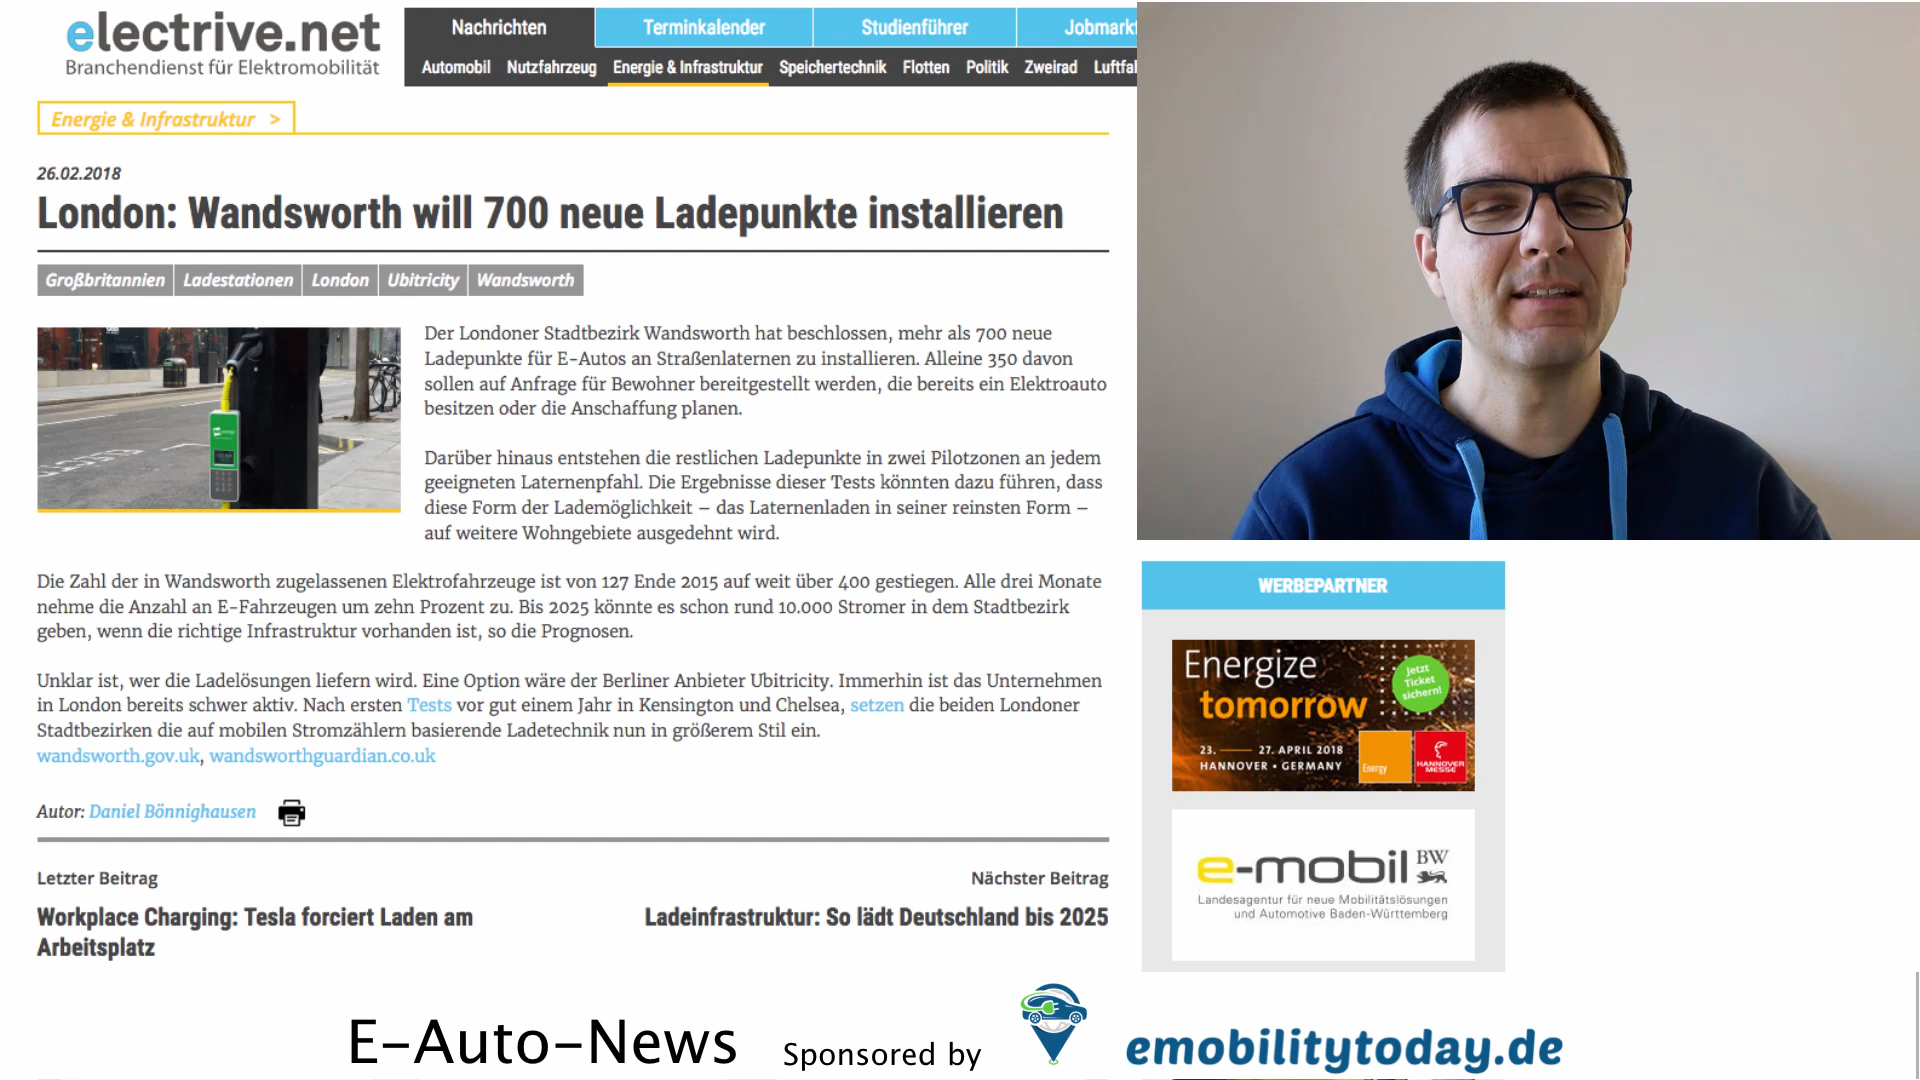 electrive.net
Branchendienst für Elektromobilität
Nachrichten
Terminkalender
Studienführer
Jobmarkt
Automobil
Nutzfahrzeug
Energie & Infrastruktur
Speichertechnik
Flotten
Politik
Zweirad
Luftfa
Energie & Infrastruktur >
26.02.2018
London: Wandsworth will 700 neue Ladepunkte installieren
Großbritannien
Ladestationen
London
Ubitricity
Wandsworth
Der Londoner Stadtbezirk Wandsworth hat beschlossen, mehr als 700 neue
Ladepunkte für E-Autos an Straßenlaternen zu installieren. Alleine 350 davon
sollen auf Anfrage für Bewohner bereitgestellt werden, die bereits ein Elektroauto
besitzen oder die Anschaffung planen.
Darüber hinaus entstehen die restlichen Ladepunkte in zwei Pilotzonen an jedem
geeigneten Laternenpfahl. Die Ergebnisse dieser Tests könnten dazu führen, dass
diese Form der Lademöglichkeit – das Laternenladen in seiner reinsten Form –
auf weitere Wohngebiete ausgedehnt wird.
Die Zahl der in Wandsworth zugelassenen Elektrofahrzeuge ist von 127 Ende 2015 auf weit über 400 gestiegen. Alle drei Monate
nehme die Anzahl an E-Fahrzeugen um zehn Prozent zu. Bis 2025 könnte es schon rund 10.000 Stromer in dem Stadtbezirk
geben, wenn die richtige Infrastruktur vorhanden ist, so die Prognosen.
Unklar ist, wer die Ladelösungen liefern wird. Eine Option wäre der Berliner Anbieter Ubitricity. Immerhin ist das Unternehmen
in London bereits schwer aktiv. Nach ersten Tests vor gut einem Jahr in Kensington und Chelsea, setzen die beiden Londoner
Stadtbezirken die auf mobilen Stromzählern basierende Ladetechnik nun in größerem Stil ein.
wandsworth.gov.uk, wandsworthguardian.co.uk
Autor: Daniel Bönnighausen
Letzter Beitrag
Workplace Charging: Tesla forciert Laden am
Arbeitsplatz
Nächster Beitrag
Ladeinfrastruktur: So lädt Deutschland bis 2025
WERBEPARTNER
Energize
tomorrow
Jetzt
Ticket
sichern!
23. — 27. APRIL 2018
HANNOVER • GERMANY
Energy
HANNOVER
MESSE
e-mobil BW
Landesagentur für neue Mobilitätslösungen
und Automotive Baden-Württemberg
E-Auto-News
Sponsored by
emobilitytoday.de